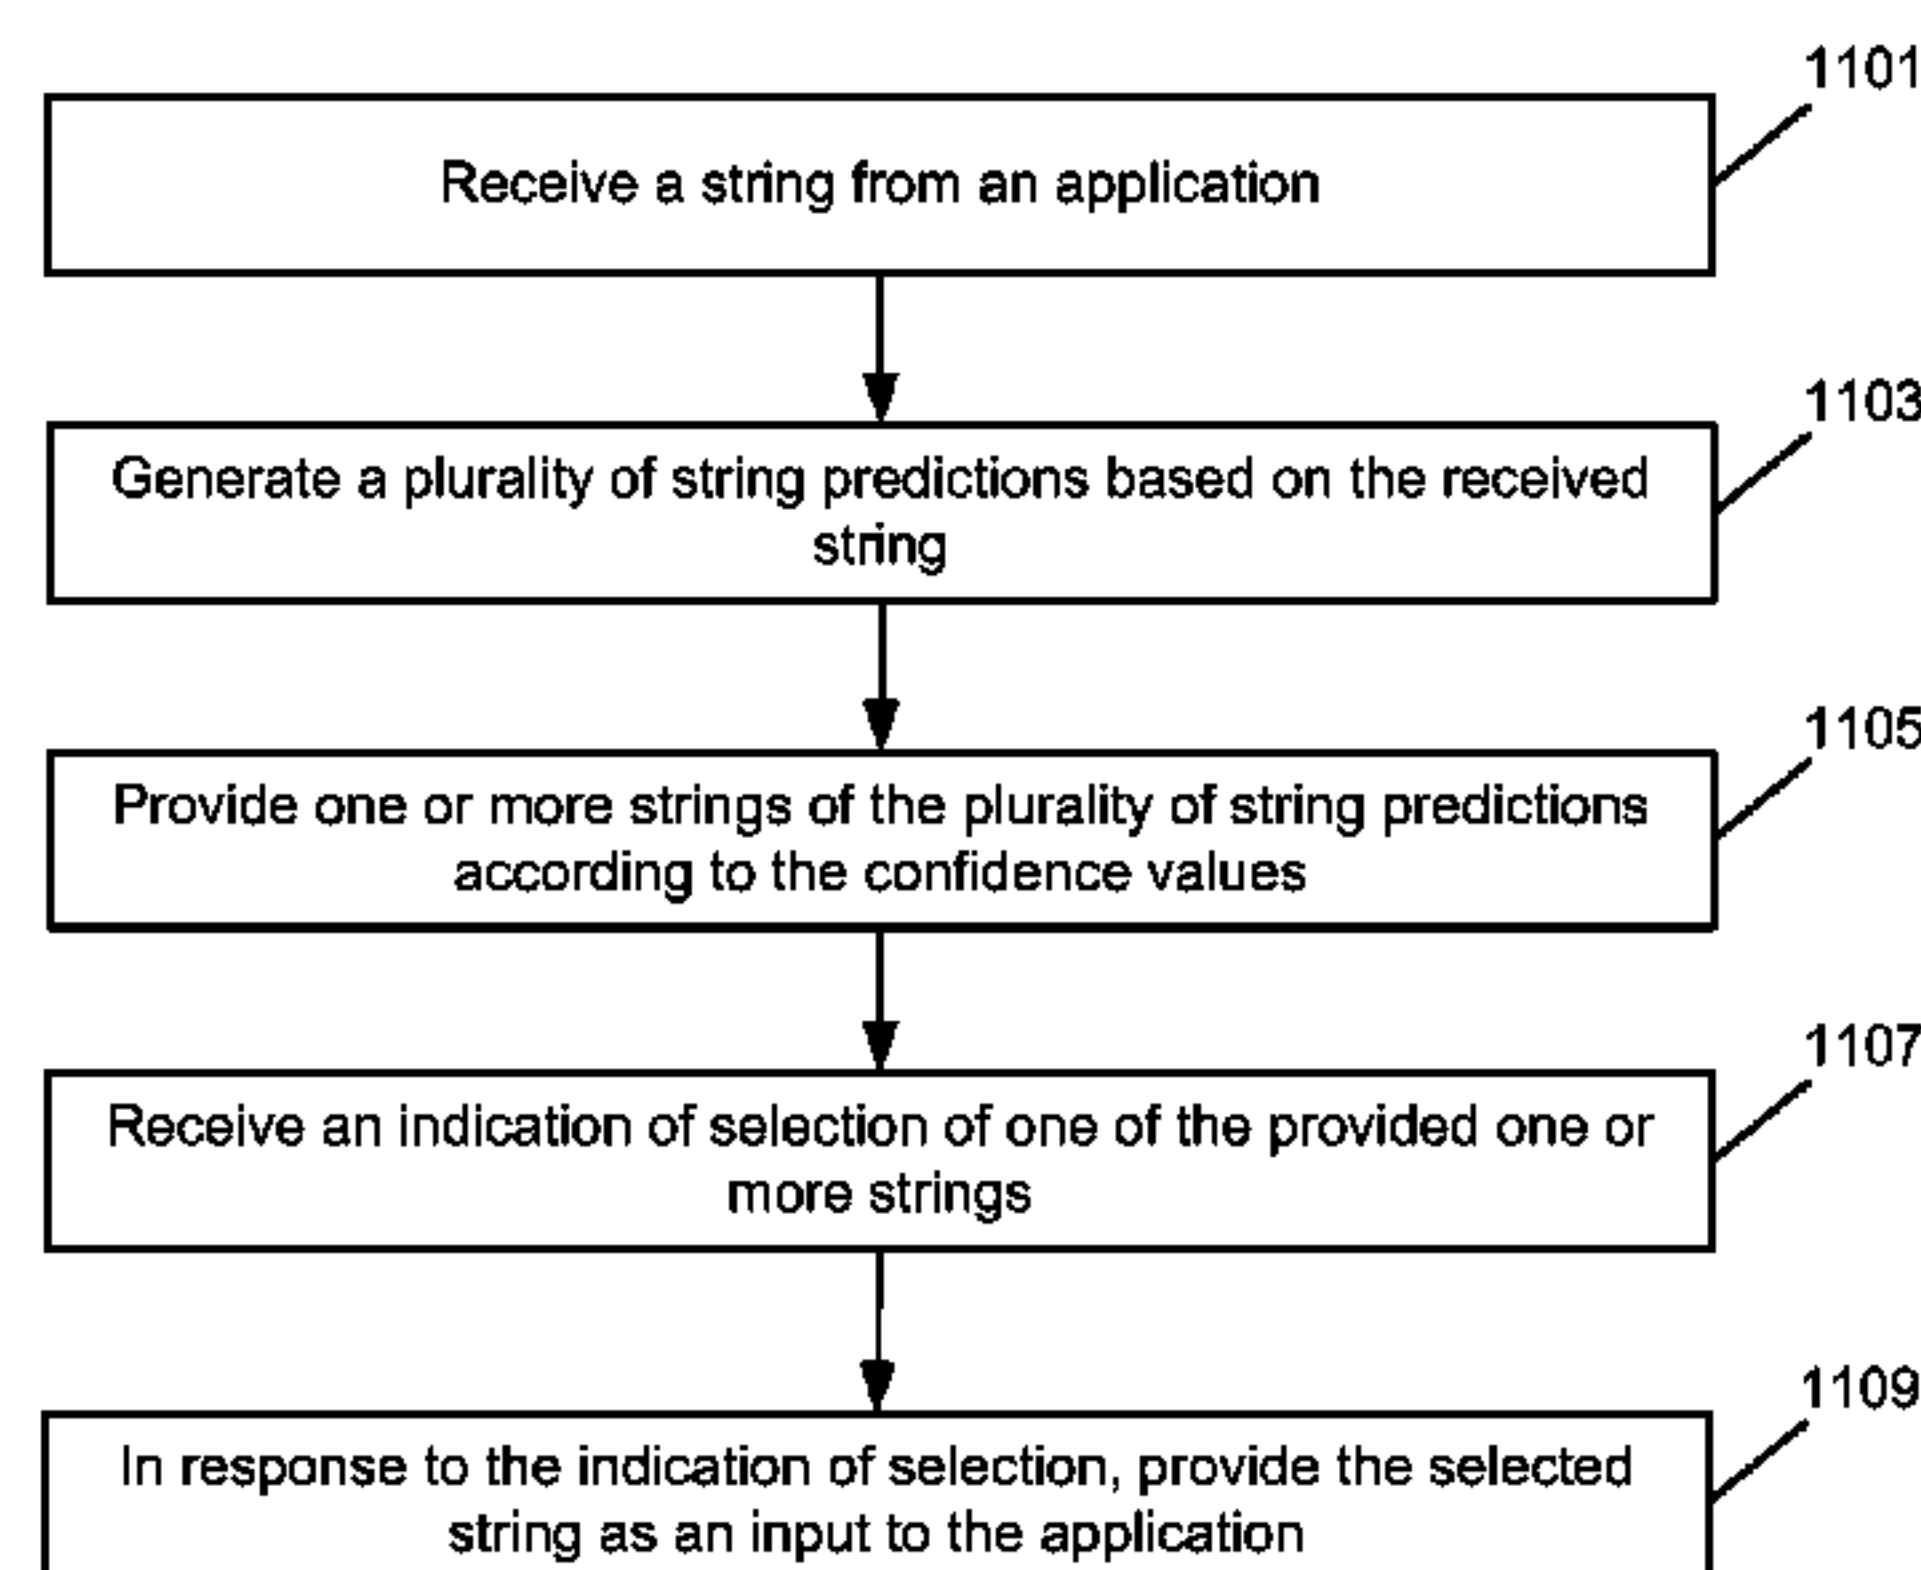 1101
Receive a string from an application
1103
Generate a plurality of string predictions based on the received
string
1105
Provide one or more strings of the plurality of string predictions
according to the confidence values
1107
Receive an indication of selection of one of the provided one or
more strings
1109
In response to the indication of selection, provide the selected
string as an input to the application